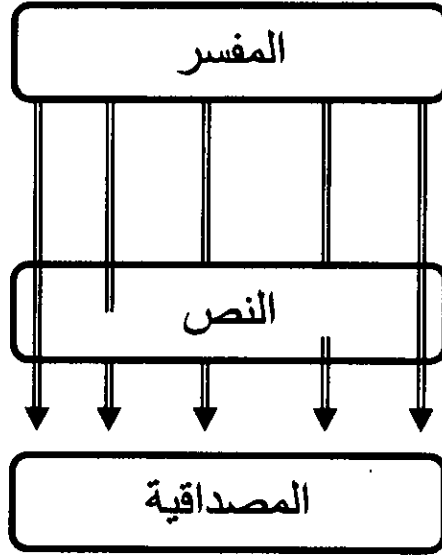 المفسر
النص
المصداقية